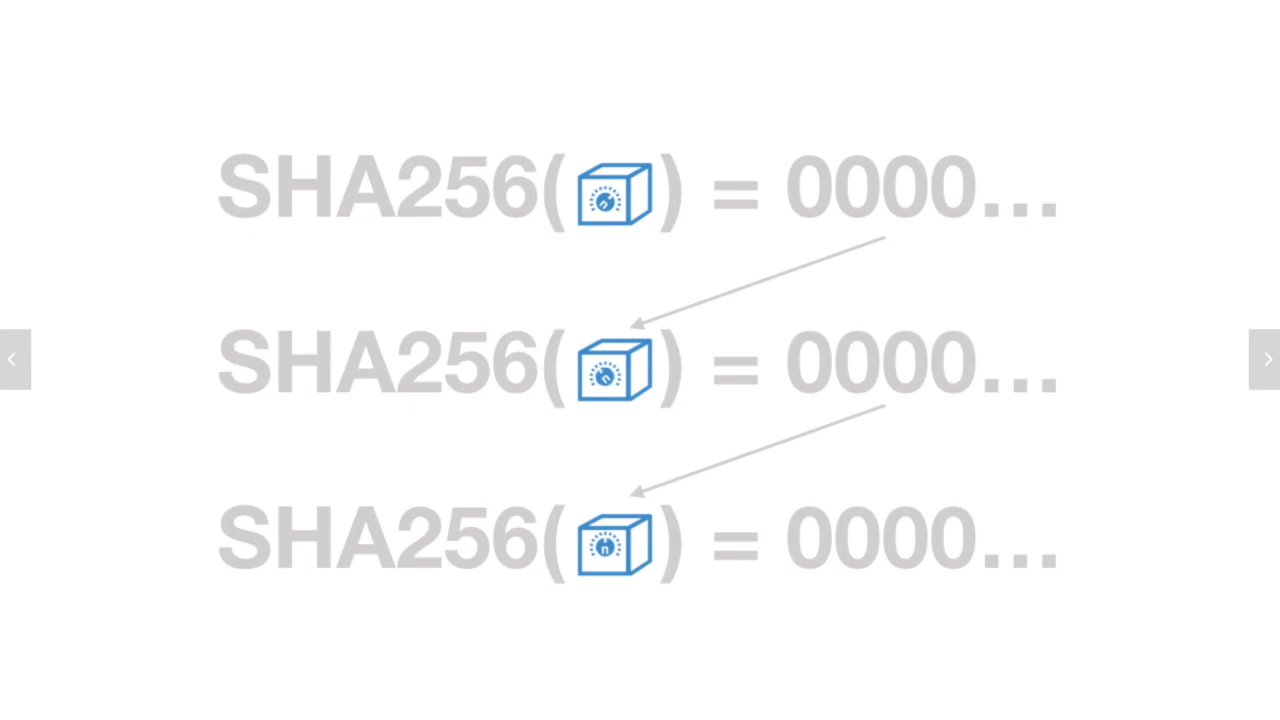 SHA256( n ) = 0000...
SHA256( n ) = 0000...
SHA256( n ) = 0000...